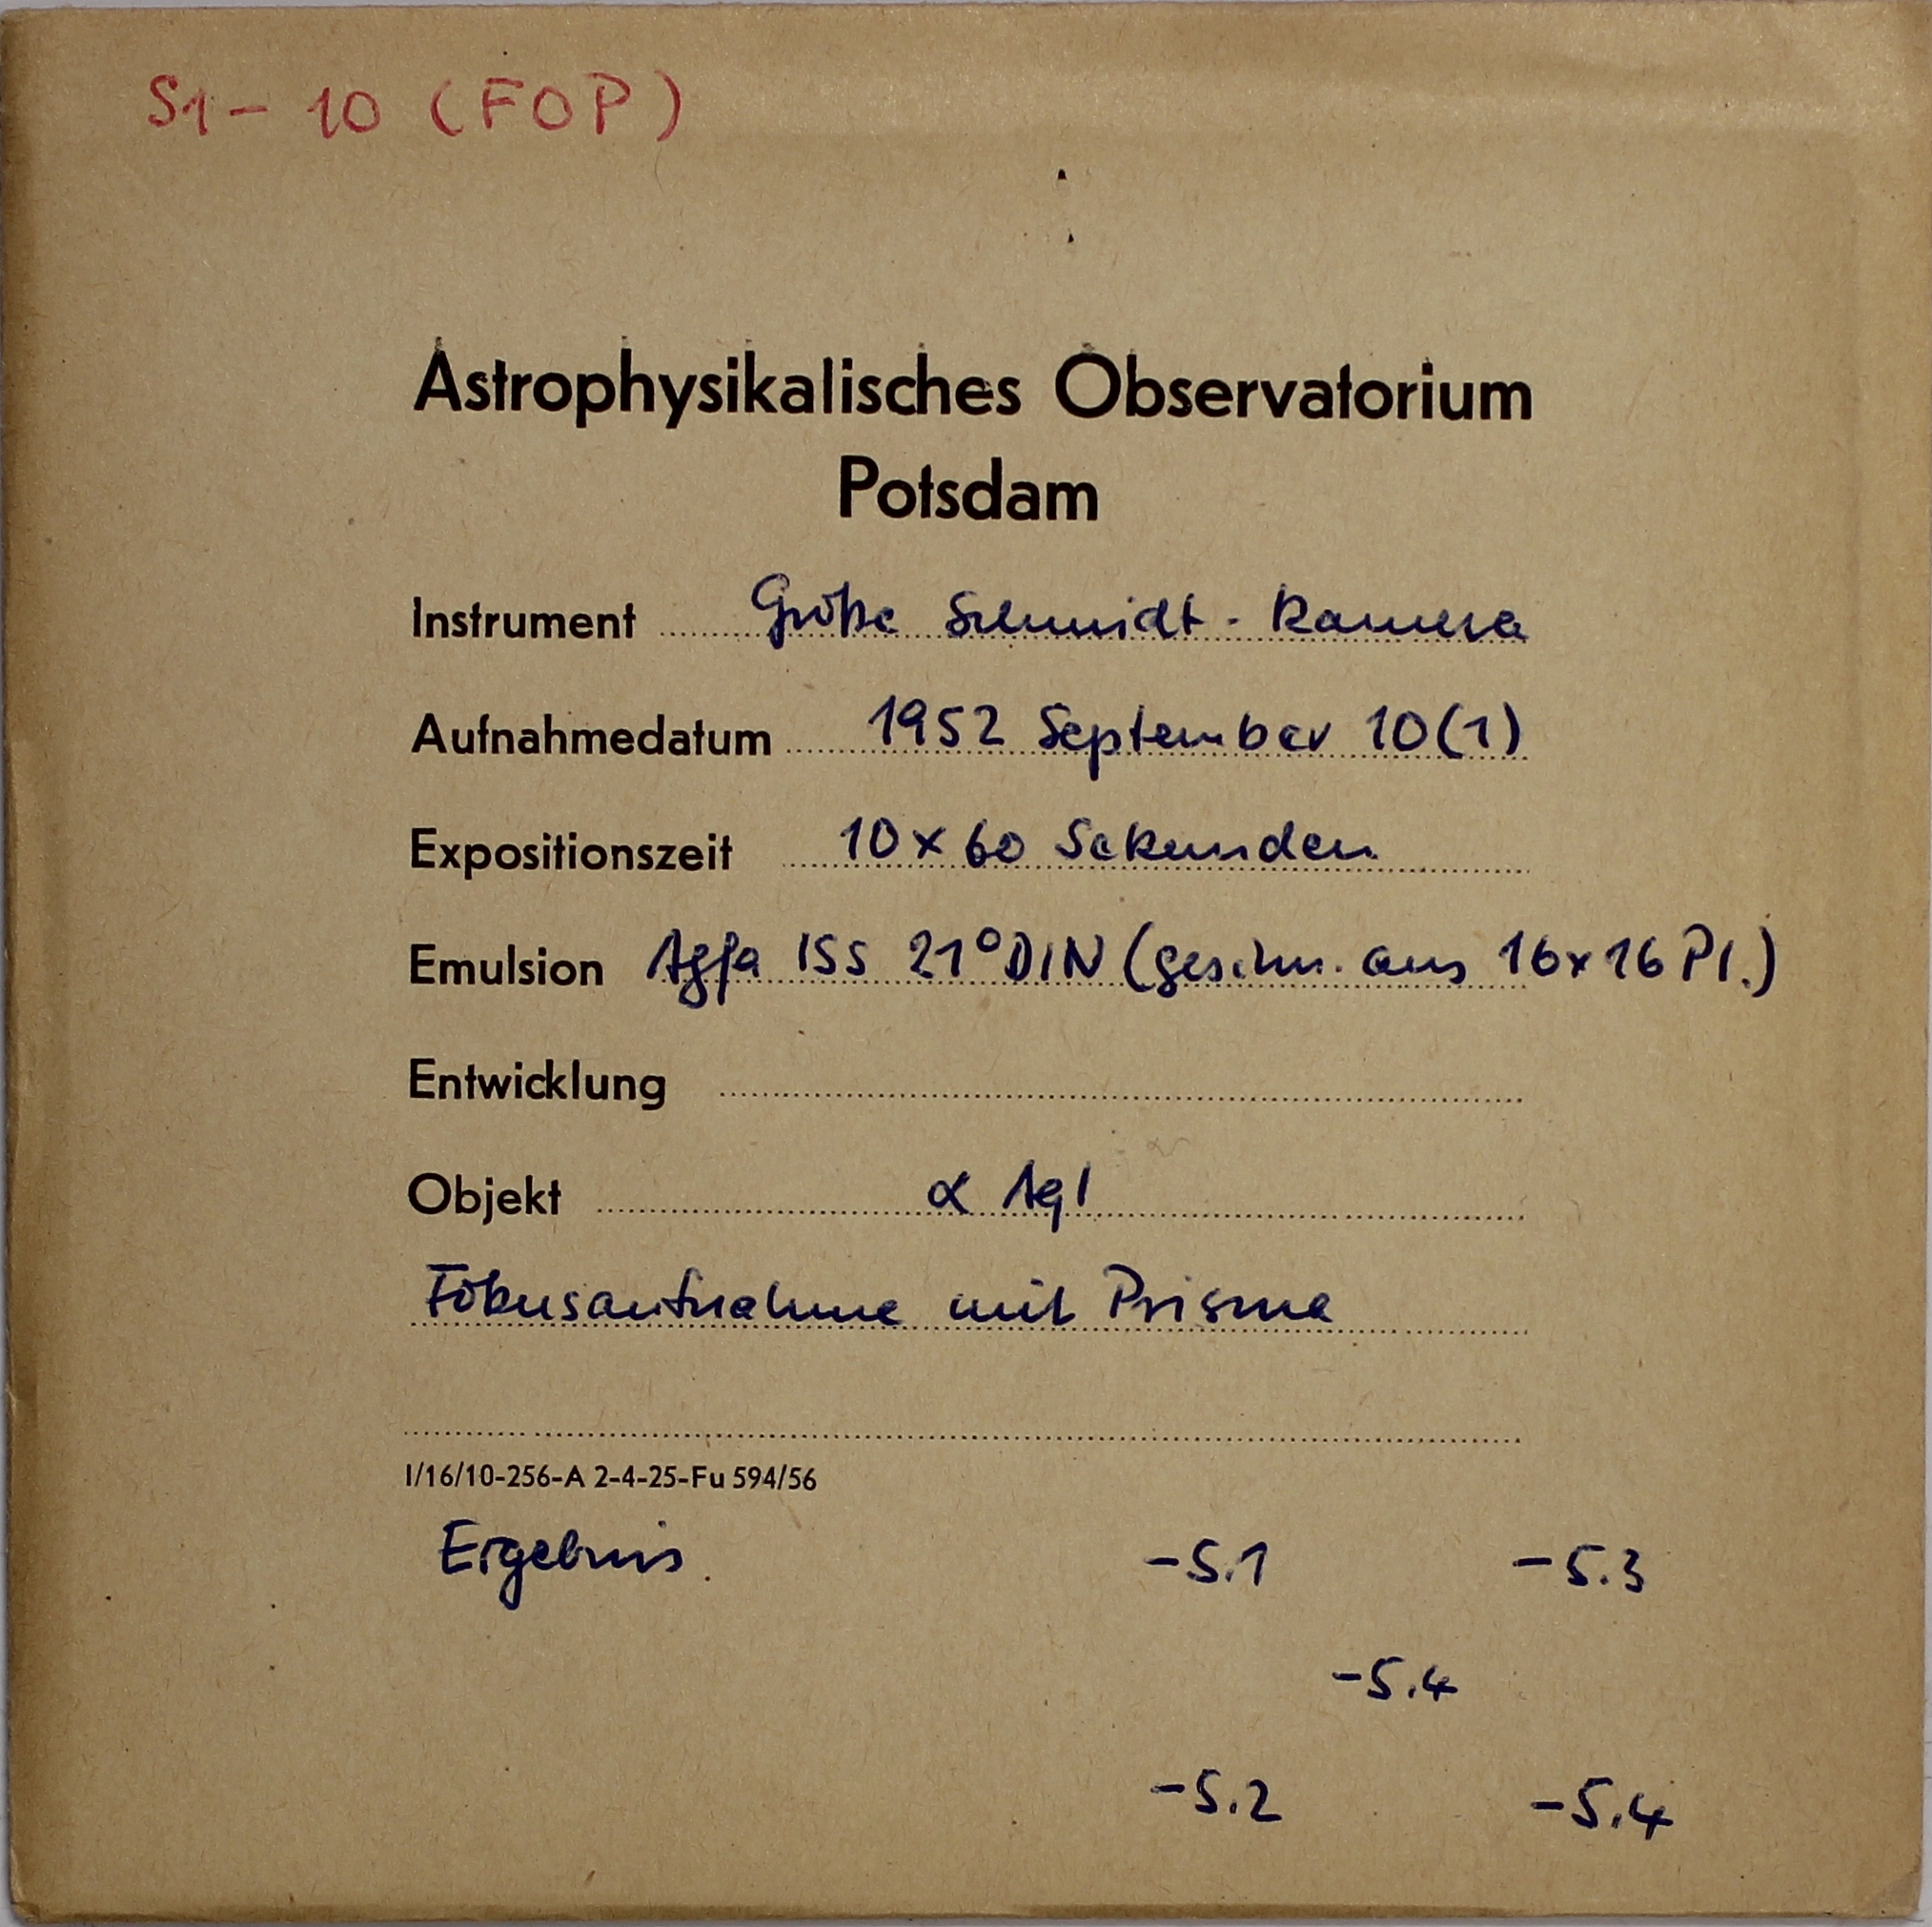 S1 - 10 (FOP)
Astrophysikalisches Observatorium
Potsdam
Instrument Große Schmidt-Kamera
Aufnahmedatum 1952 September 10(1)
Expositionszeit 10 x 60 Sekunden
Emulsion Agfa ISS 21° DIN (geschn. aus 16x16 Pl.)
Entwicklung
Objekt α Aql
Fokusaufnahme mit Prisma
I/16/10-256-A 2-4-25-Fu 594/56
Ergebnis. -5.1 -5.3
-5.4
-5.2 -5.4